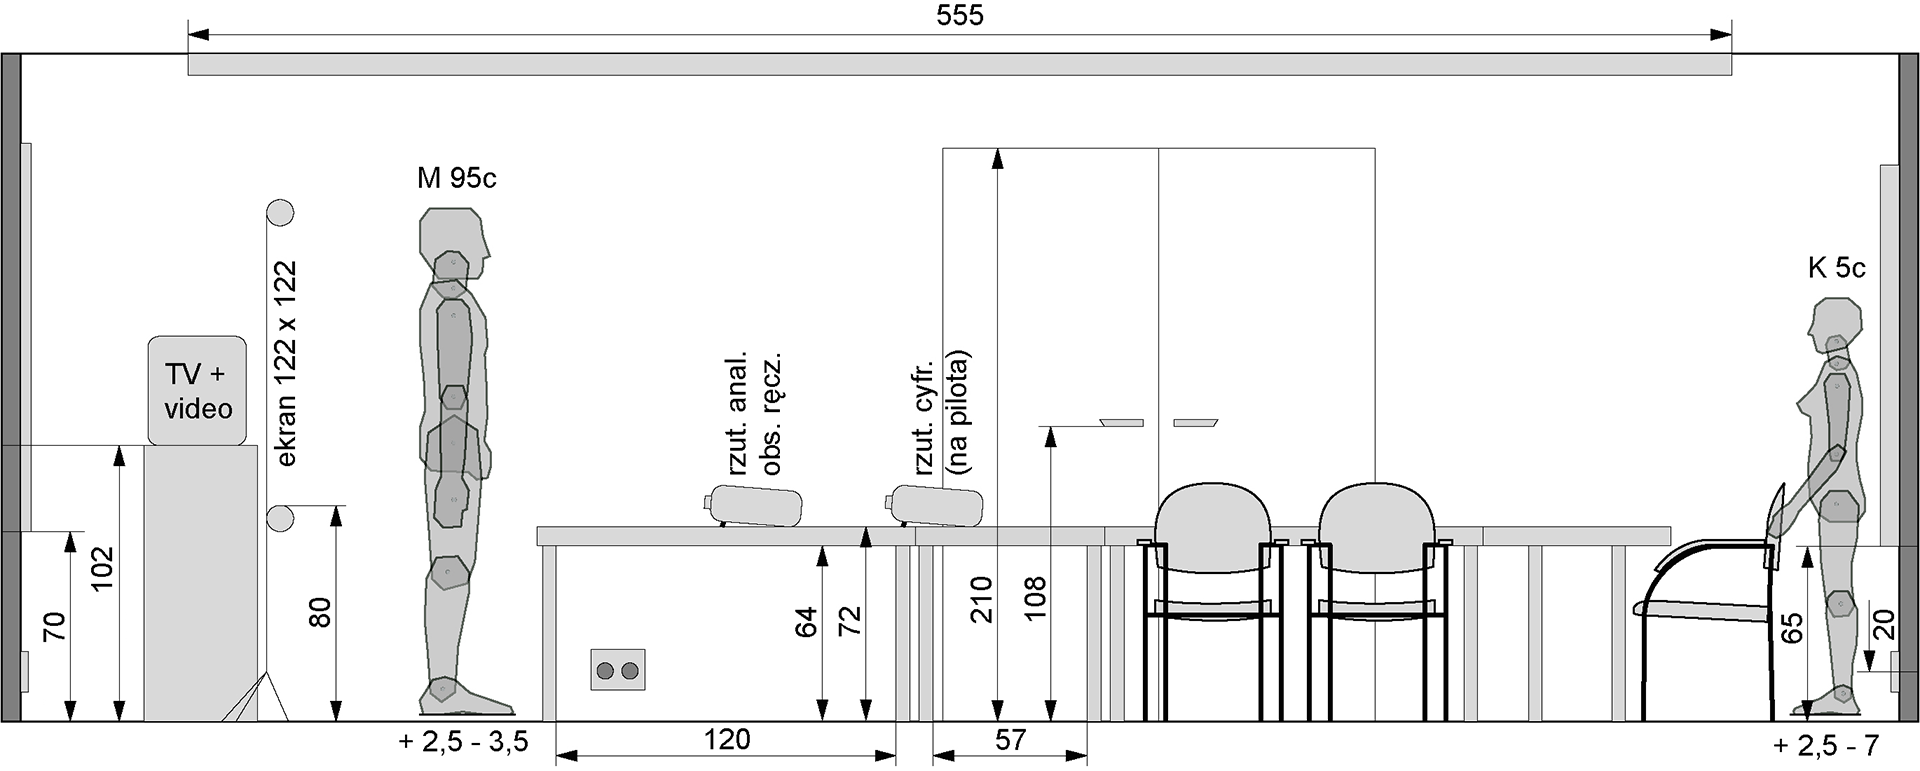 555
M 95c
K 5c
TV +
video
ekran 122 x 122
rzut. anal.
obs. ręcz.
rzut. cyfr.
(na pilota)
70
102
80
64
72
210
108
65
20
+ 2,5 - 3,5
120
57
+ 2,5 - 7